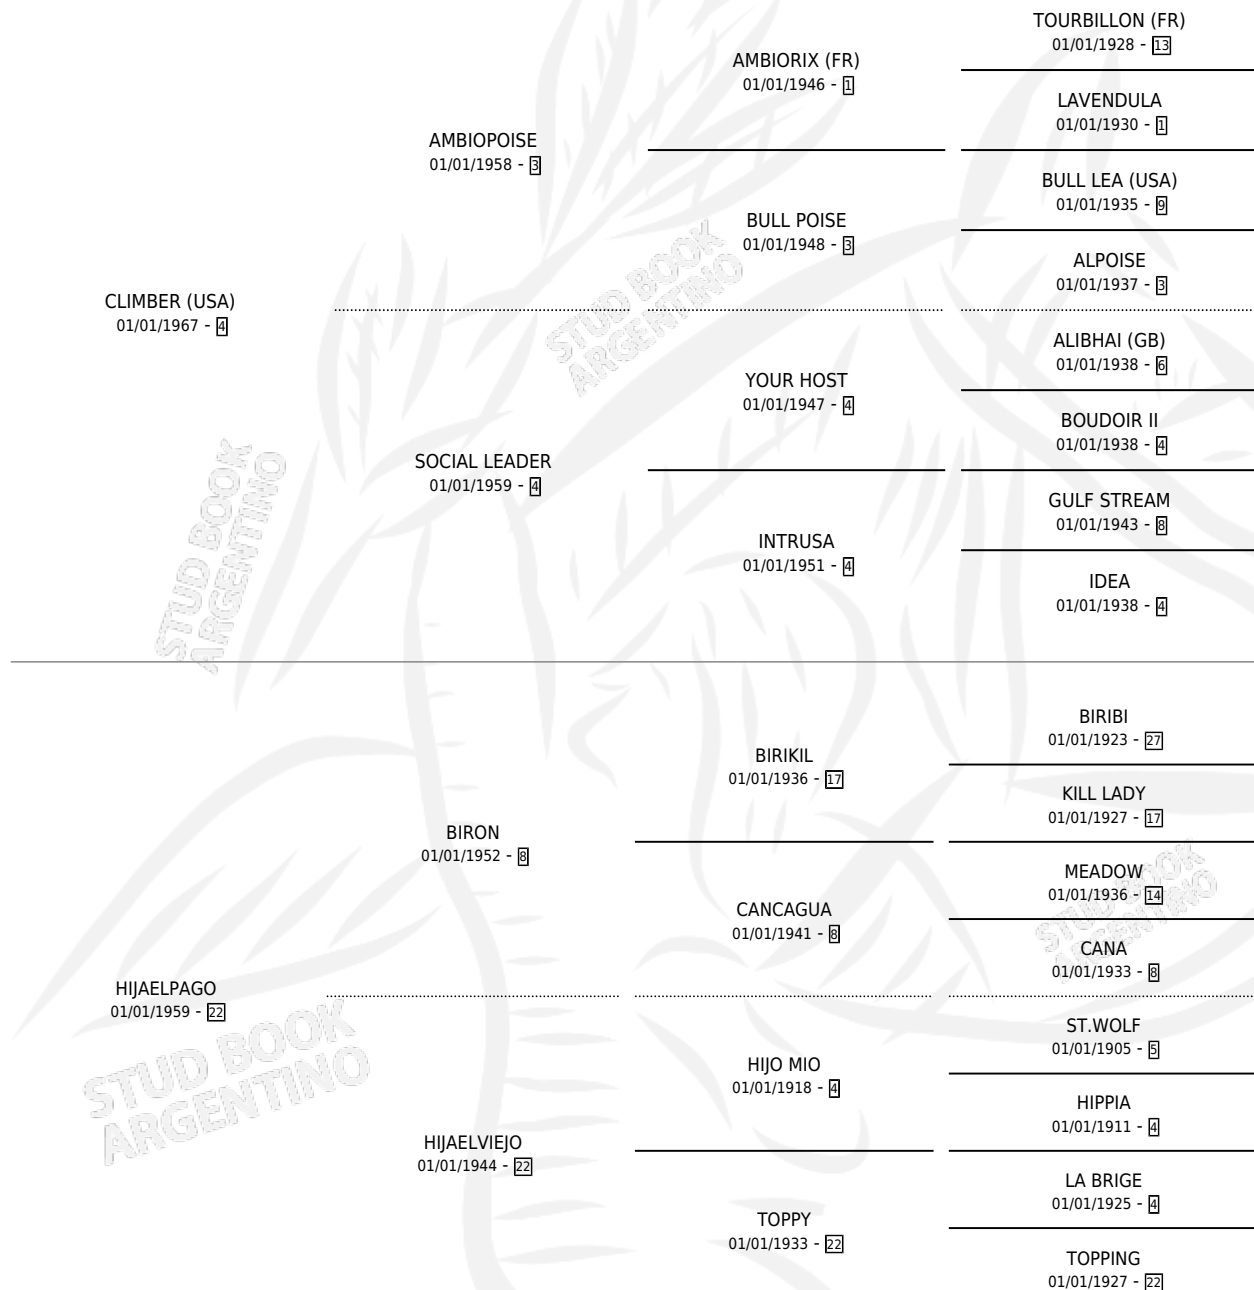 TOURBILLON (FR)
01/01/1928 - 13
AMBIORIX (FR)
01/01/1946 - 1
LAVENDULA
01/01/1930 - 1
AMBIOPOISE
01/01/1958 - 3
BULL LEA (USA)
01/01/1935 - 9
BULL POISE
01/01/1948 - 3
ALPOISE
01/01/1937 - 3
CLIMBER (USA)
01/01/1967 - 4
ALIBHAI (GB)
01/01/1938 - 6
YOUR HOST
01/01/1947 - 4
BOUDOIR II
01/01/1938 - 4
SOCIAL LEADER
01/01/1959 - 4
GULF STREAM
01/01/1943 - 8
INTRUSA
01/01/1951 - 4
IDEA
01/01/1938 - 4
BIRIBI
01/01/1923 - 27
BIRIKIL
01/01/1936 - 17
KILL LADY
01/01/1927 - 17
BIRON
01/01/1952 - 8
MEADOW
01/01/1936 - 14
CANCAGUA
01/01/1941 - 8
CANA
01/01/1933 - 8
HIJAELPAGO
01/01/1959 - 22
ST.WOLF
01/01/1905 - 5
HIJO MIO
01/01/1918 - 4
HIPPIA
01/01/1911 - 4
HIJAELVIEJO
01/01/1944 - 22
LA BRIGE
01/01/1925 - 4
TOPPY
01/01/1933 - 22
TOPPING
01/01/1927 - 22
STUD BOOK
ARGENTINO
STUD BOOK
ARGENTINO
STUD BOOK
ARGENTINO
STUD BOOK
ARGENTINO